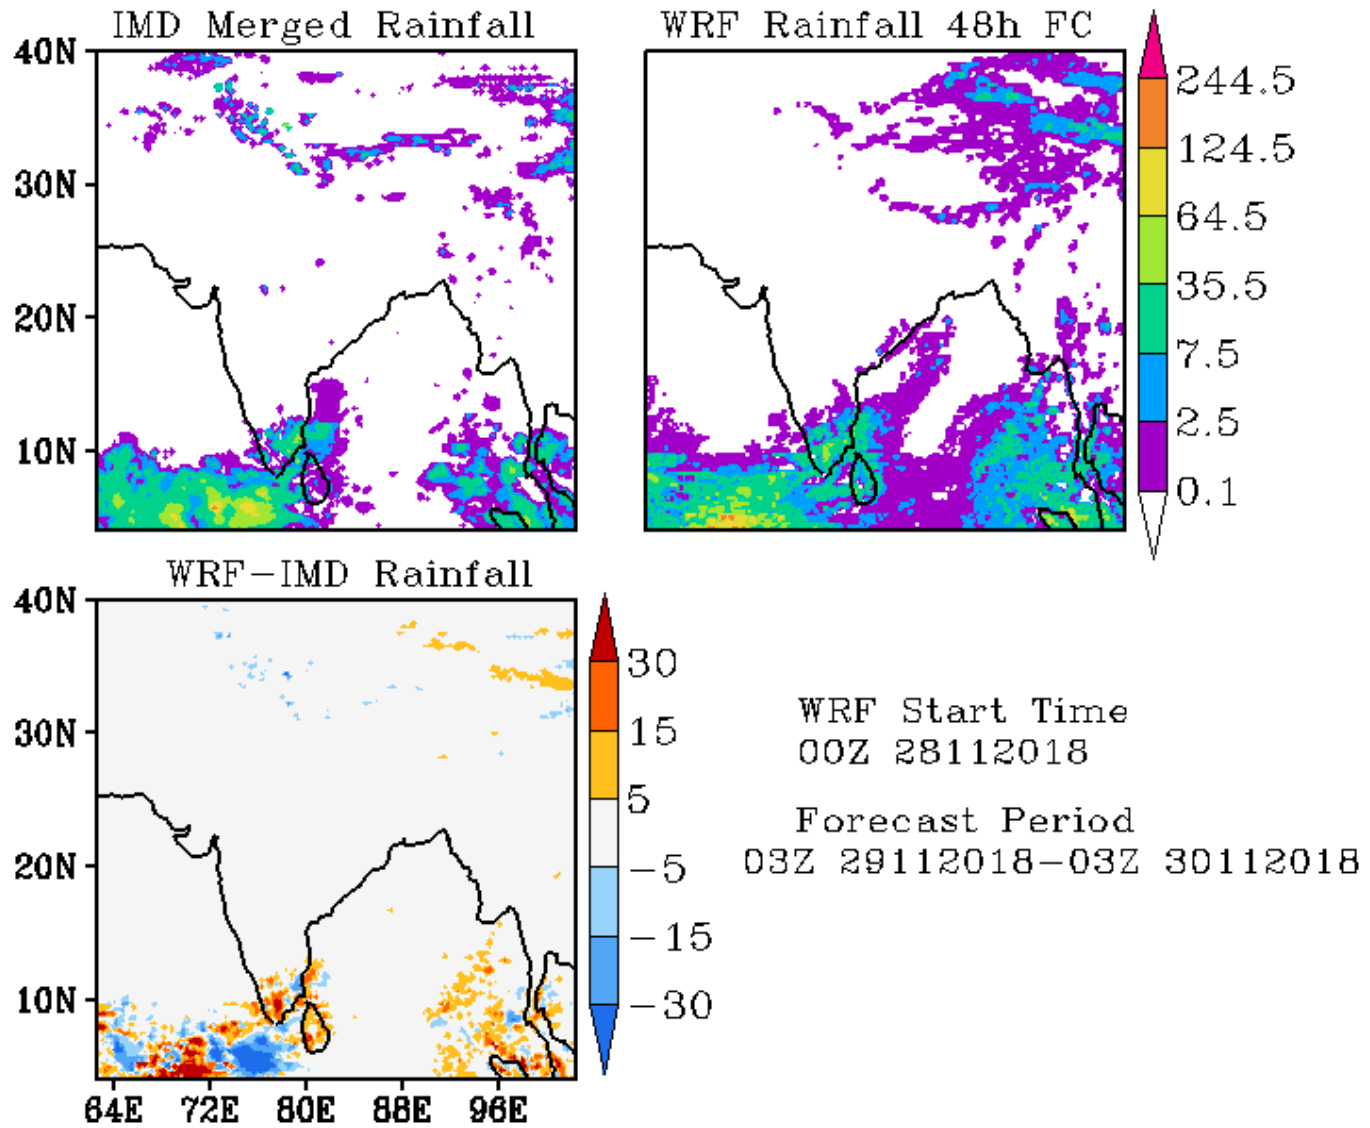 IMD Merged Rainfall
WRF Rainfall 48h FC
40N
30N
20N
10N
244.5
124.5
64.5
35.5
7.5
2.5
0.1
WRF-IMD Rainfall
40N
30N
20N
10N
64E 72E 80E 88E 96E
30
15
5
-5
-15
-30
WRF Start Time
00Z 28112018
Forecast Period
03Z 29112018-03Z 30112018